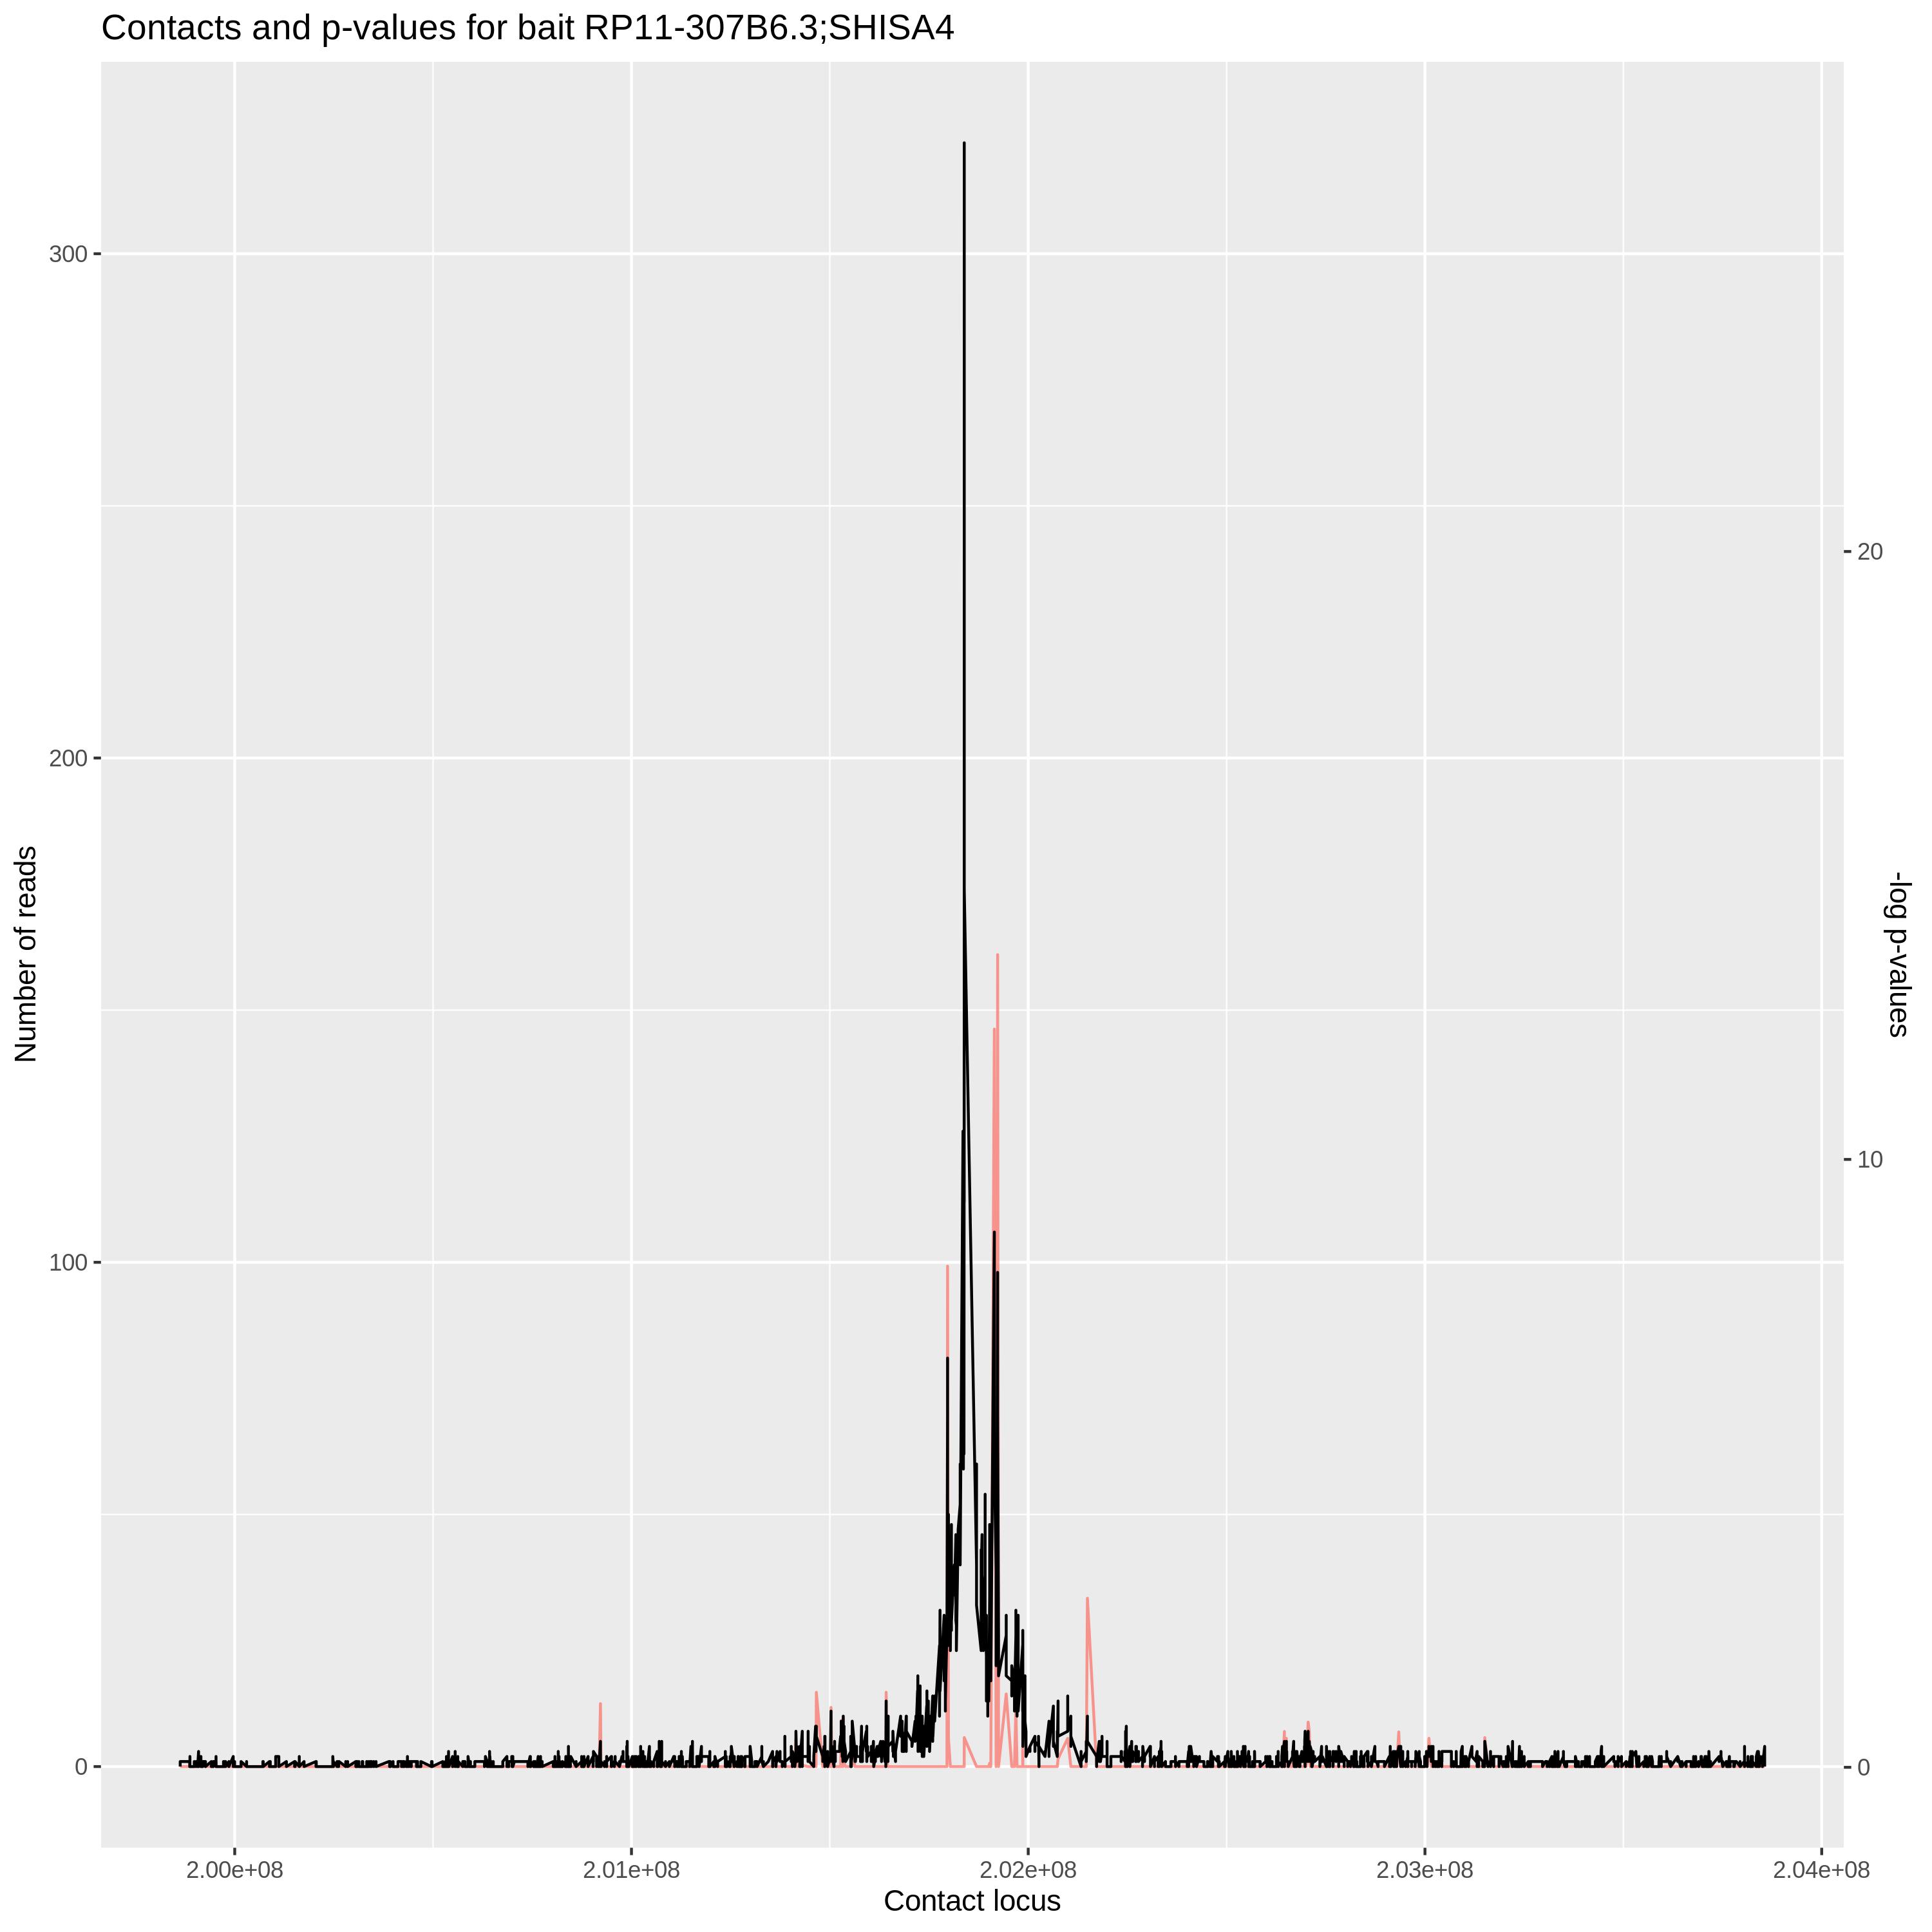 Contacts and p-values for bait RP11-307B6.3;SHISA4
300
200
100
0
Number of reads
20
10
0
-log p-values
2.00e+08
2.01e+08
2.02e+08
2.03e+08
2.04e+08
Contact locus